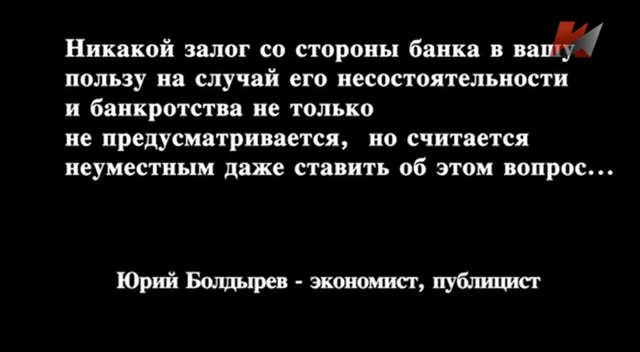 Никакой залог со стороны банка в вашу
пользу на случай его несостоятельности
и банкротства не только
не предусматривается, но считается
неуместным даже ставить об этом вопрос...
Юрий Болдырев - экономист, публицист